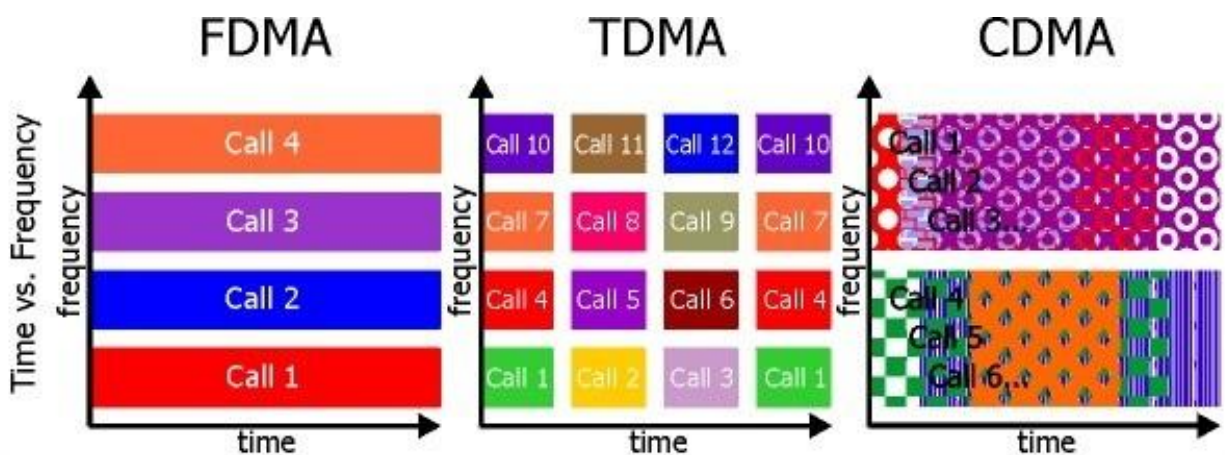 FDMA
TDMA
CDMA
Time vs. Frequency
frequency
Call 4
Call 3
Call 2
Call 1
time
frequency
Call 10 Call 11 Call 12 Call 10
Call 7 Call 8 Call 9 Call 7
Call 4 Call 5 Call 6 Call 4
Call 1 Call 2 Call 3 Call 1
time
frequency
Call 1
Call 2
Call 3...
Call 4
Call 5
Call 6...
time